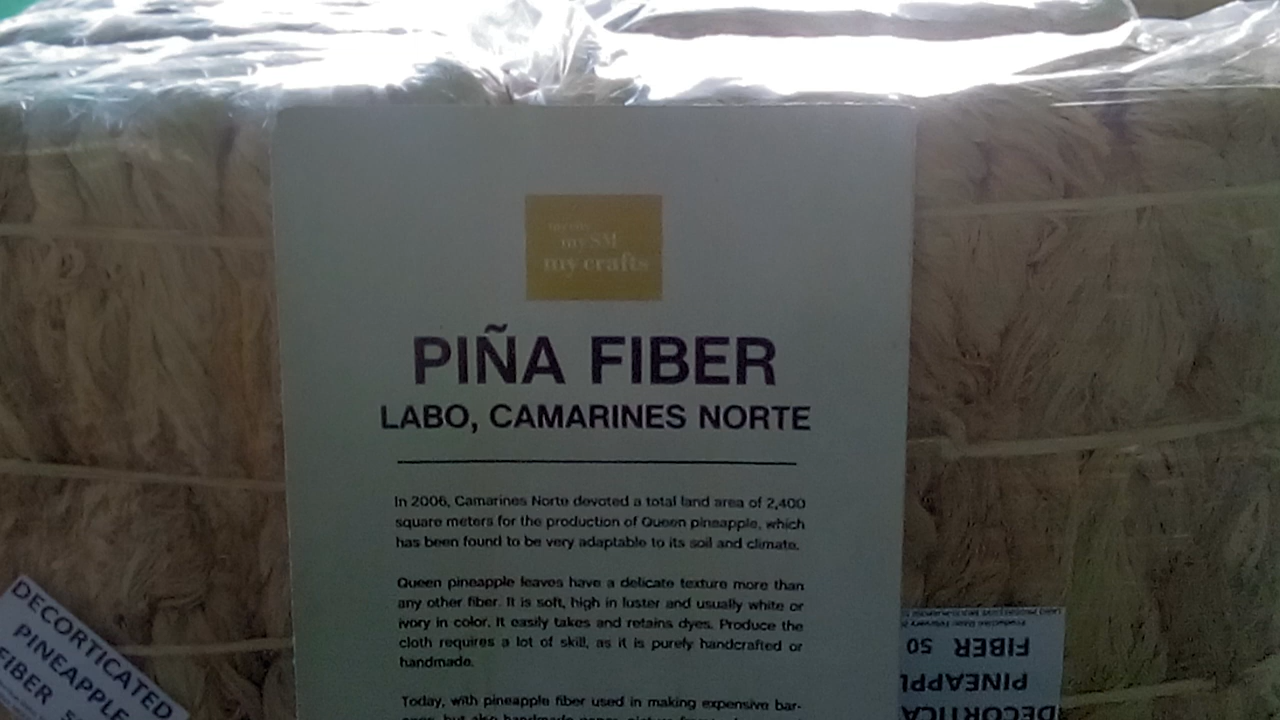 mySM
my crafts
PIÑA FIBER
LABO, CAMARINES NORTE
In 2006, Camarines Norte devoted a total land area of 2,400
square meters for the production of Queen pineapple, which
has been found to be very adaptable to its soil and climate.
Queen pineapple leaves have a delicate texture more than
any other fiber. It is soft, high in luster and usually white or
ivory in color. It easily takes and retains dyes. Produce the
cloth requires a lot of skill, as it is purely handcrafted or
handmade.
Today, with pineapple fiber used in making expensive bar-
but also handmade paper, picture
DECORTICATED
PINEAPPLE
FIBER
FIBER 50
PINEAPPL
DECORTICA